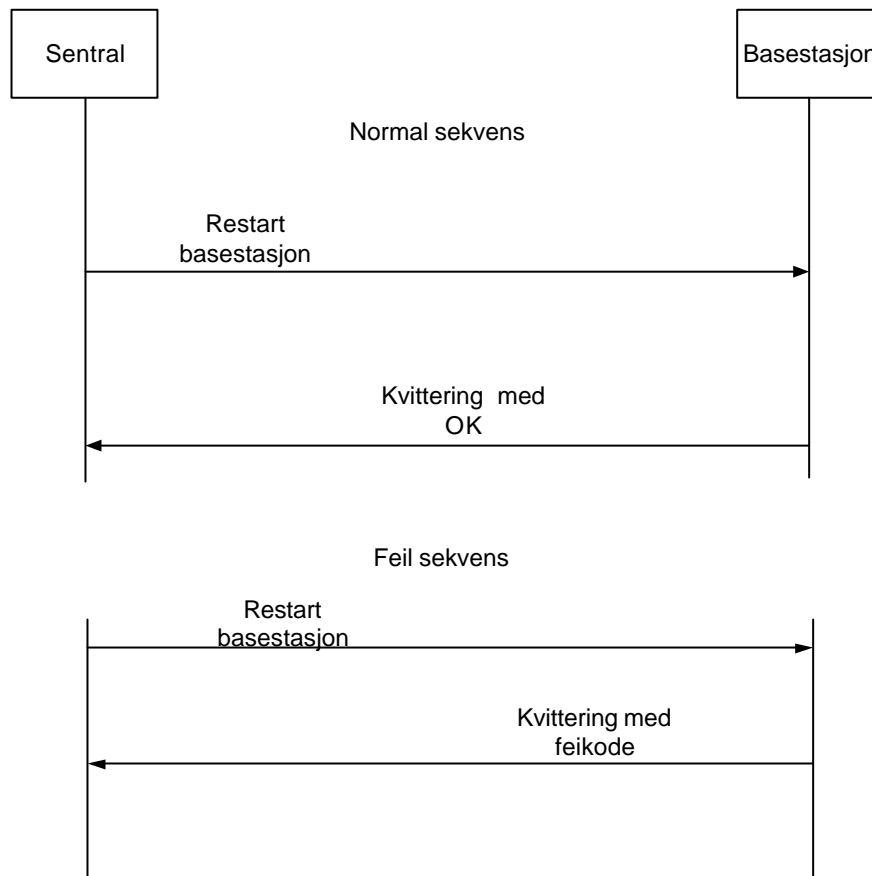 Sentral
Basestasjon
Normal sekvens
Restart
basestasjon
Kvittering med
OK
Feil sekvens
Restart
basestasjon
Kvittering med
feikode